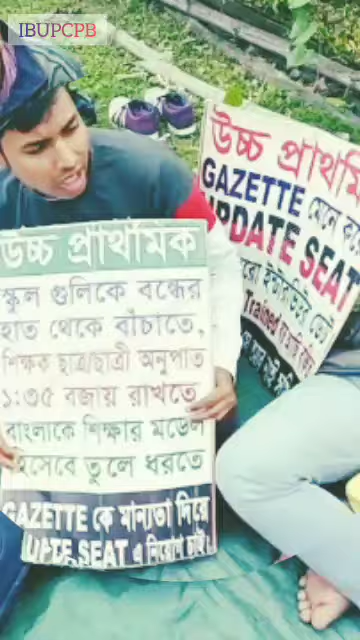 IBUPCPB
উচ্চ প্রাথমিক
স্কুল গুলিকে বন্ধের
হাত থেকে বাঁচাতে,
শিক্ষক ছাত্র/ছাত্রী অনুপাত
১:৩৫ বজায় রাখতে
বাংলাকে শিক্ষার মডেল
হিসেবে তুলে ধরতে
GAZETTE কে মান্যতা দিয়ে
UPTE SEAT এ নিয়োগ চাই।
উচ্চ প্রাথমি
GAZETTE মেনে
UPDATE SEAT
Trained